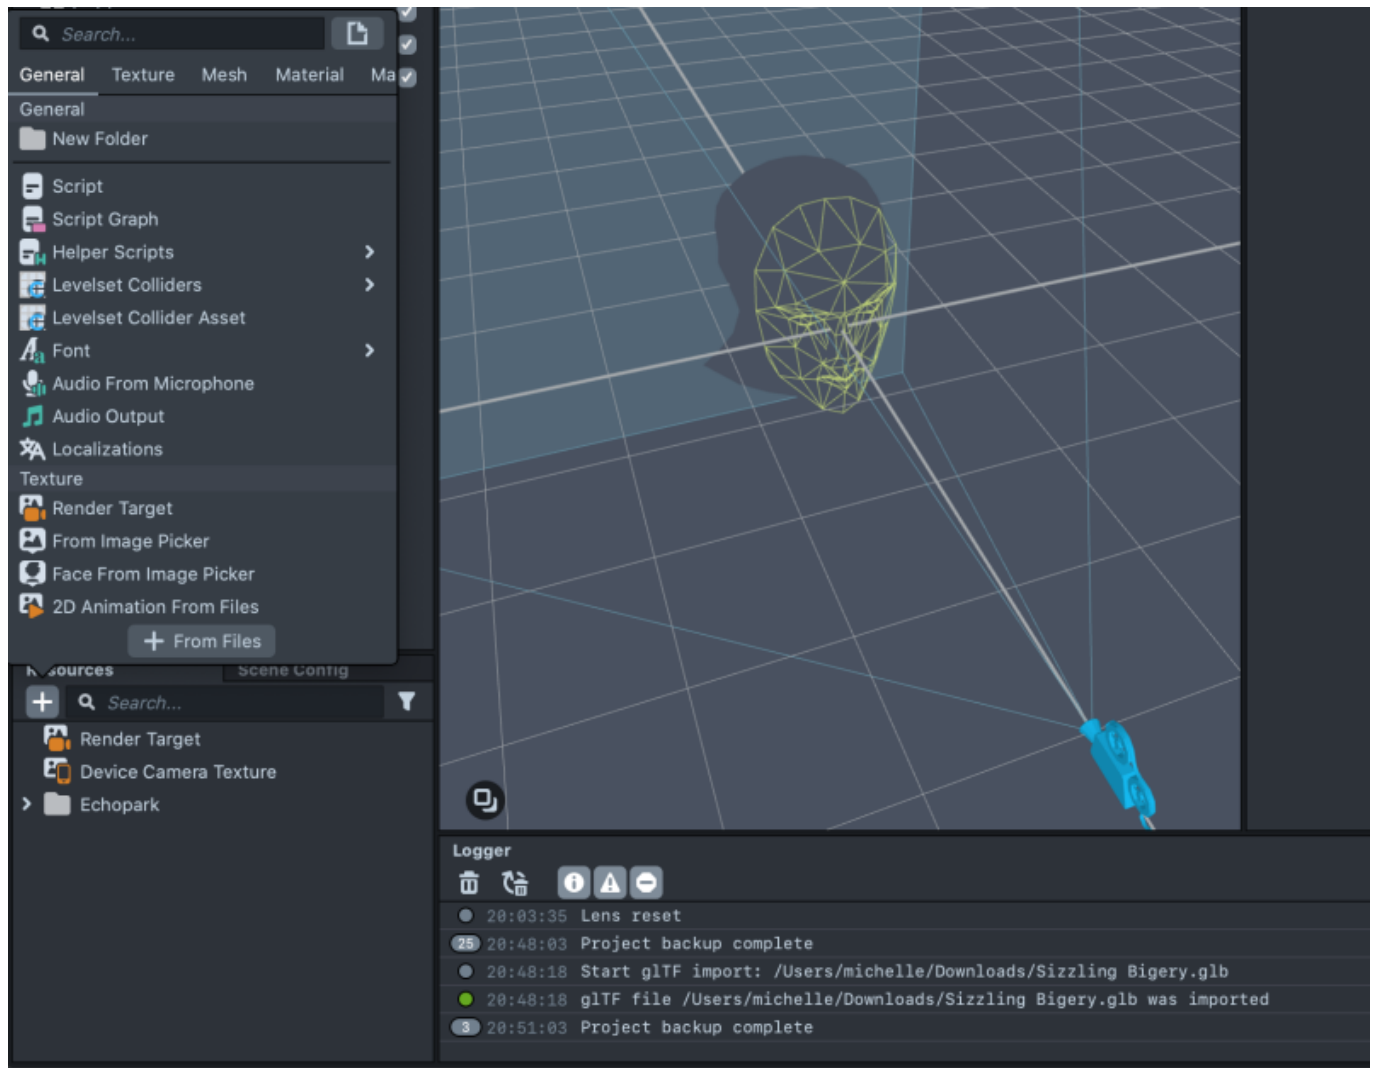 Search...
General Texture Mesh Material Ma
General
New Folder
Script
Script Graph
Helper Scripts
Levelset Colliders
Levelset Collider Asset
Font
Audio From Microphone
Audio Output
Localizations
Texture
Render Target
From Image Picker
Face From Image Picker
2D Animation From Files
+ From Files
Resources Scene Config
Search...
Render Target
Device Camera Texture
Echopark
Logger
20:03:35 Lens reset
25 20:48:03 Project backup complete
20:48:18 Start glTF import: /Users/michelle/Downloads/Sizzling Bigery.glb
20:48:18 glTF file /Users/michelle/Downloads/Sizzling Bigery.glb was imported
3 20:51:03 Project backup complete